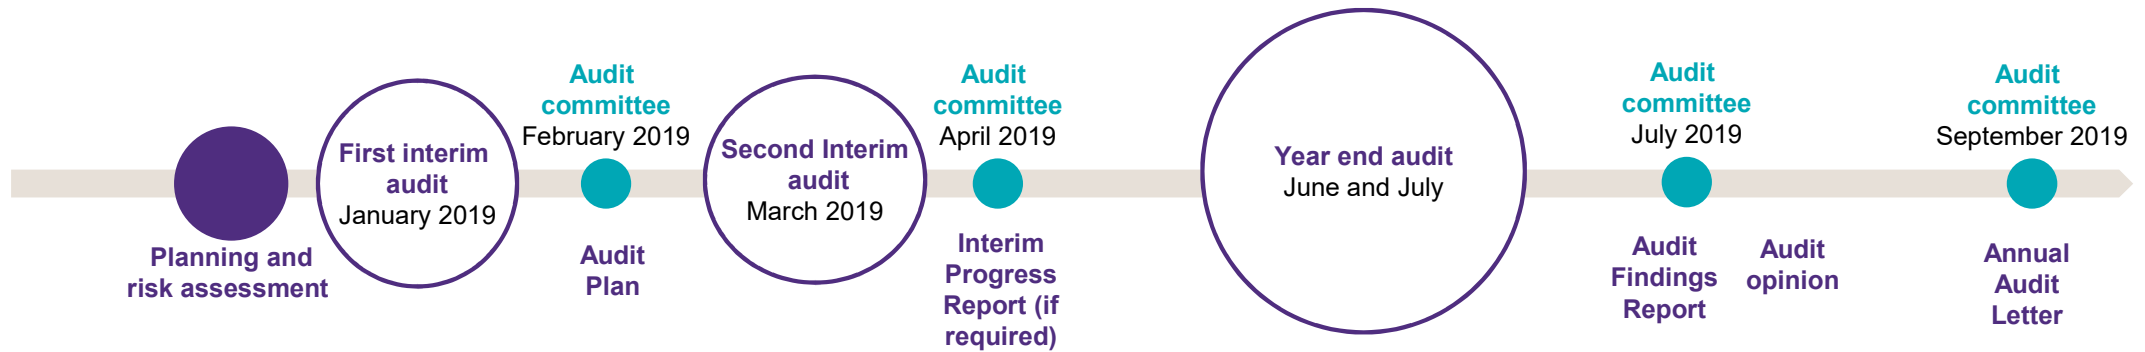 Planning and
risk assessment
First interim
audit
January 2019
Audit
committee
February 2019
Audit
Plan
Second Interim
audit
March 2019
Audit
committee
April 2019
Interim
Progress
Report (if
required)
Year end audit
June and July
Audit
committee
July 2019
Audit
Findings
Report
Audit
opinion
Audit
committee
September 2019
Annual
Audit
Letter